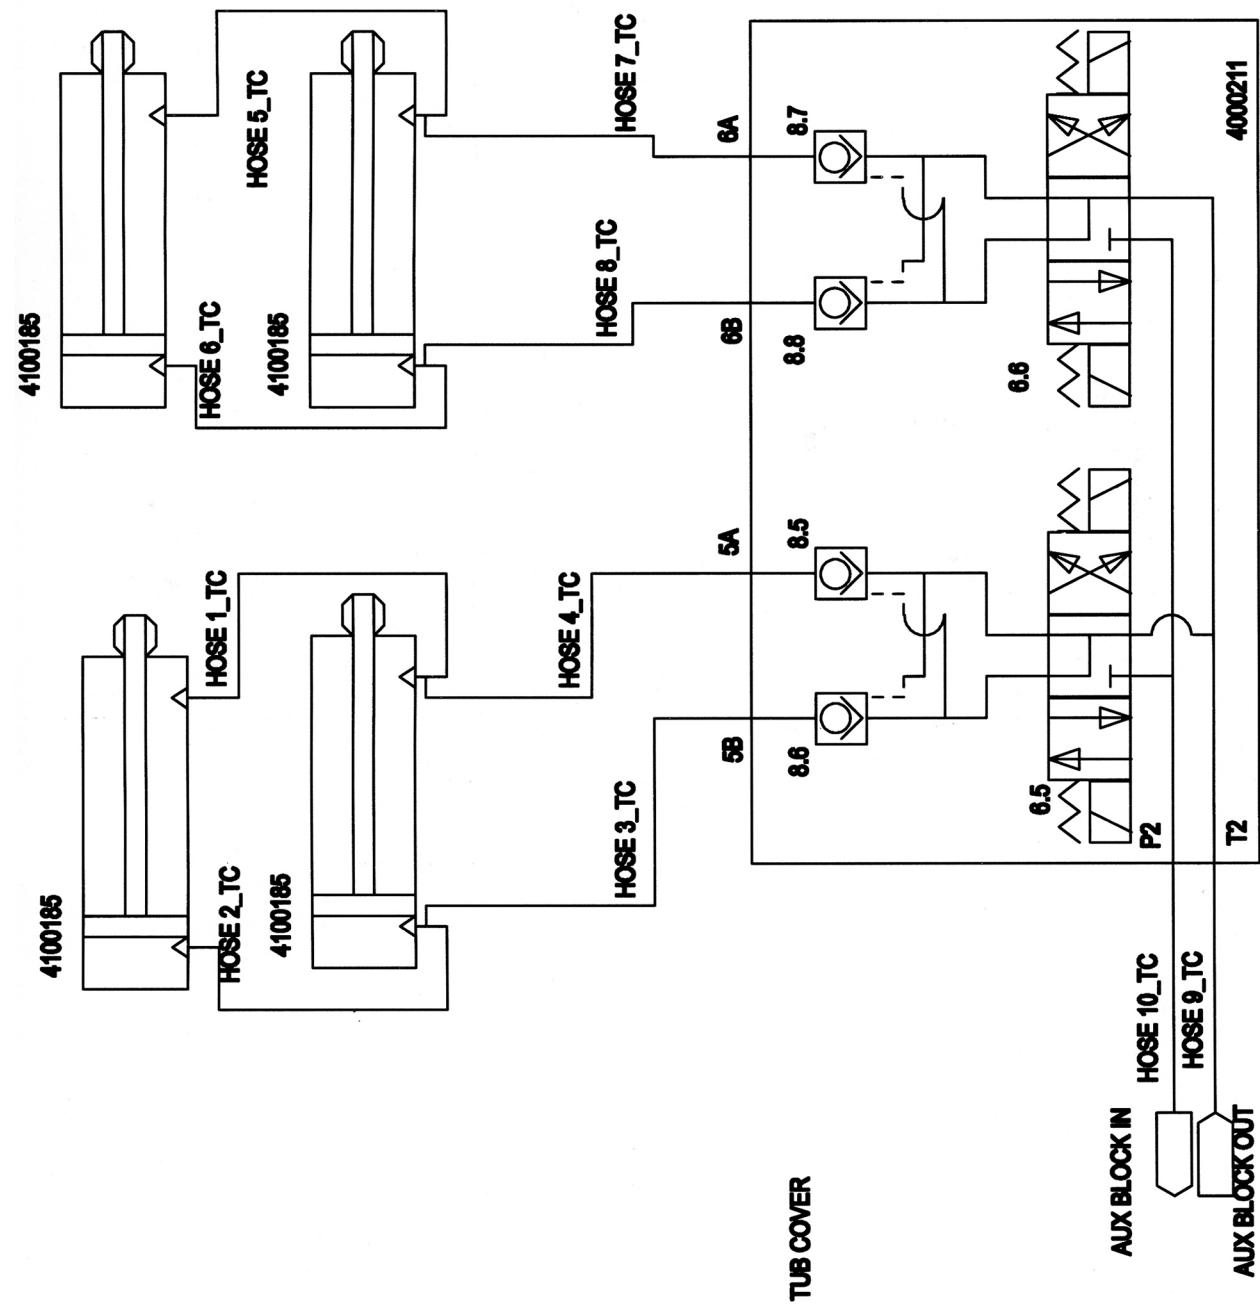 4100185
HOSE 5_TC
HOSE 6_TC
4100185
HOSE 7_TC
HOSE 8_TC
6A
6B
8.7
8.8
6.6
4000211
4100185
HOSE 1_TC
HOSE 2_TC
4100185
HOSE 4_TC
HOSE 3_TC
5A
5B
8.5
8.6
6.5
P2
T2
HOSE 10_TC
HOSE 9_TC
AUX BLOCK IN
AUX BLOCK OUT
TUB COVER